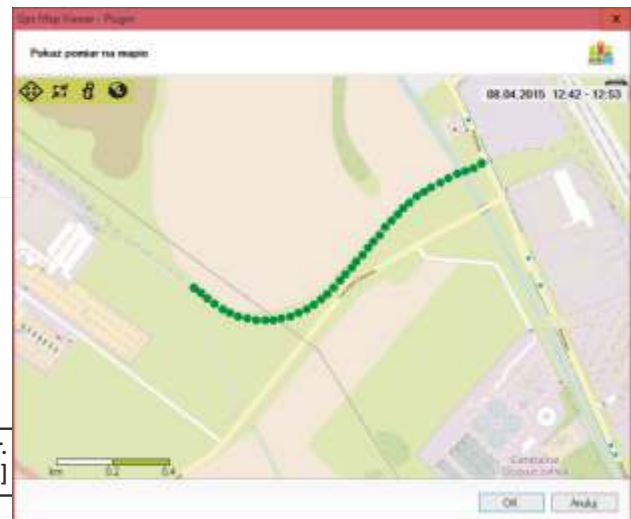 Gps Map Viewer - Plugin
Pokaż pomiar na mapie
08.04.2015 12:42 - 12:53
r.
]
km 0.2 0.4
OK Anuluj